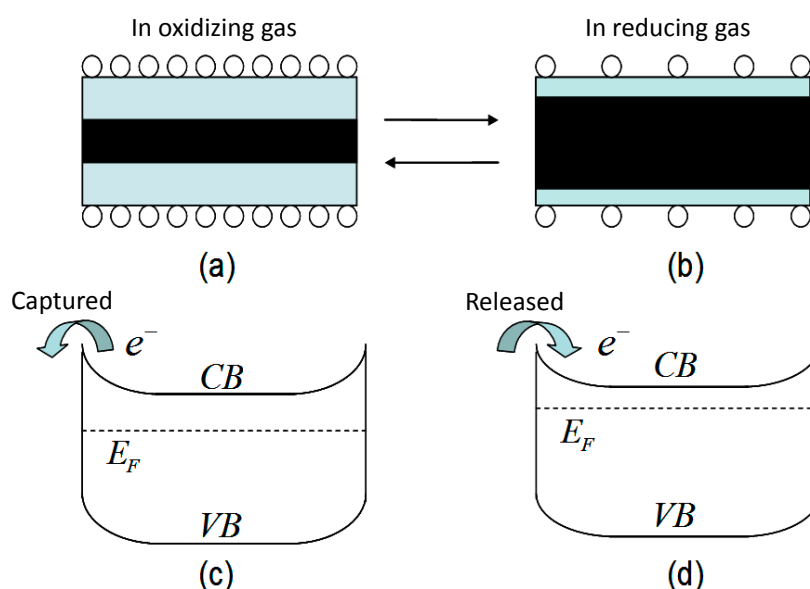 In oxidizing gas
In reducing gas
(a)
(b)
Captured
e⁻
CB
E_F
VB
(c)
Released
e⁻
CB
E_F
VB
(d)